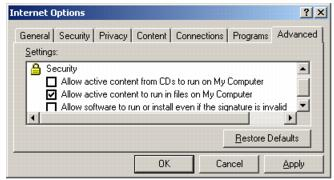 Internet Options
General Security Privacy Content Connections Programs Advanced
Settings:
Security
Allow active content from CDs to run on My Computer
Allow active content to run in files on My Computer
Allow software to run or install even if the signature is invalid
Restore Defaults
OK Cancel Apply